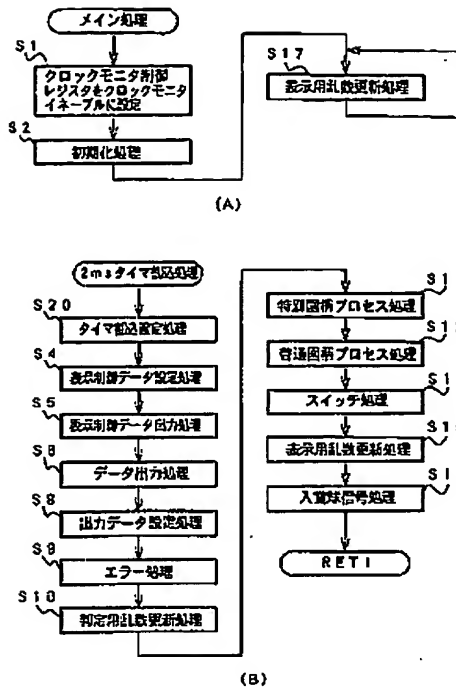 メイン処理
S1
クロックモニタ制御
レジスタをクロックモニタ
イネーブルに設定
S2
初期化処理
S17
表示用乱数更新処理
(A)
2msタイマ割込処理
S20
タイマ割込設定処理
S4
表示制御データ設定処理
S5
表示制御データ出力処理
データ出力処理
S8
出力データ設定処理
S9
エラー処理
S10
判定用乱数更新処理
S1
特別図柄プロセス処理
S1
普通図柄プロセス処理
S1
スイッチ処理
S1
表示用乱数更新処理
S1
入賞球信号処理
RETI
(B)